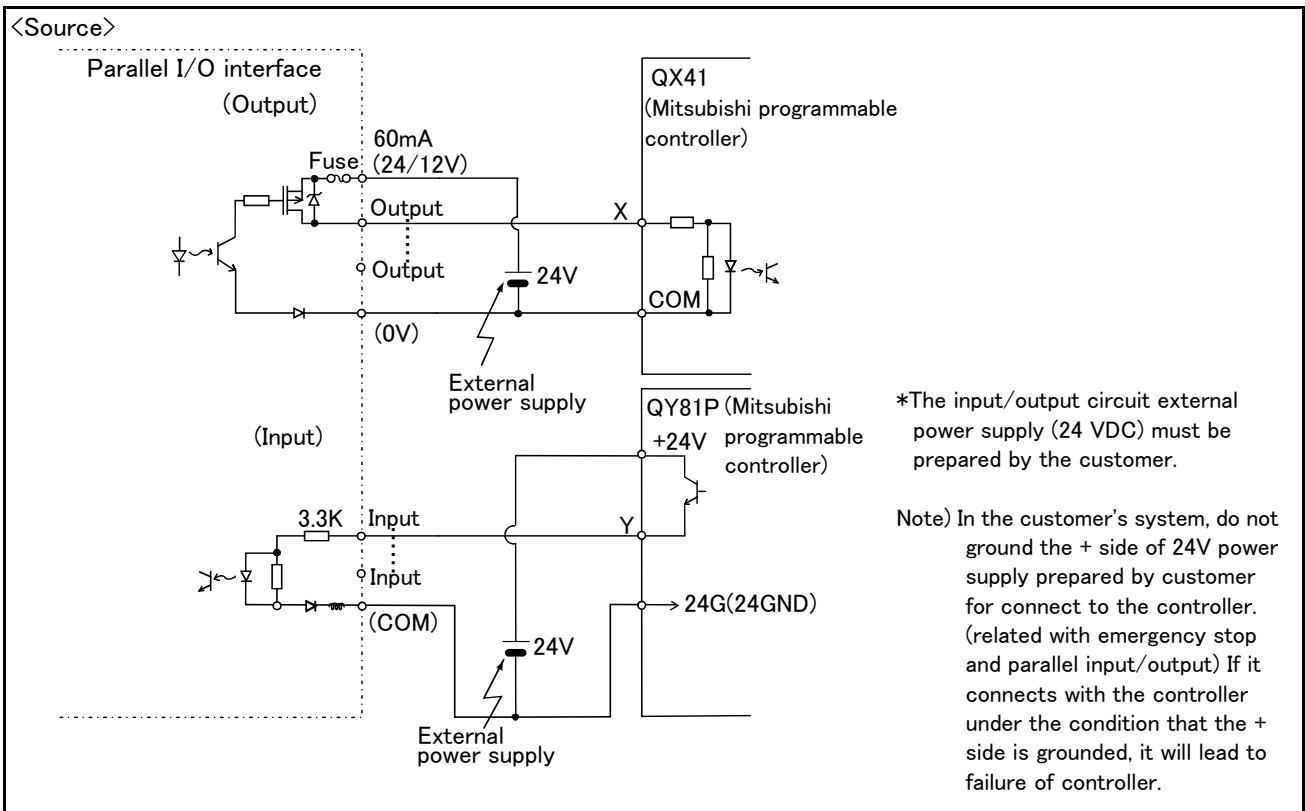 <Source>
Parallel I/O interface
(Output)
Fuse
60mA
(24/12V)
Output
Output
(0V)
24V
External
power supply
X
COM
QX41
(Mitsubishi programmable
controller)
(Input)
3.3K
Input
Input
(COM)
24V
External
power supply
QY81P (Mitsubishi
programmable
controller)
+24V
Y
24G(24GND)
*The input/output circuit external
power supply (24 VDC) must be
prepared by the customer.
Note) In the customer's system, do not
ground the + side of 24V power
supply prepared by customer
for connect to the controller.
(related with emergency stop
and parallel input/output) If it
connects with the controller
under the condition that the +
side is grounded, it will lead to
failure of controller.